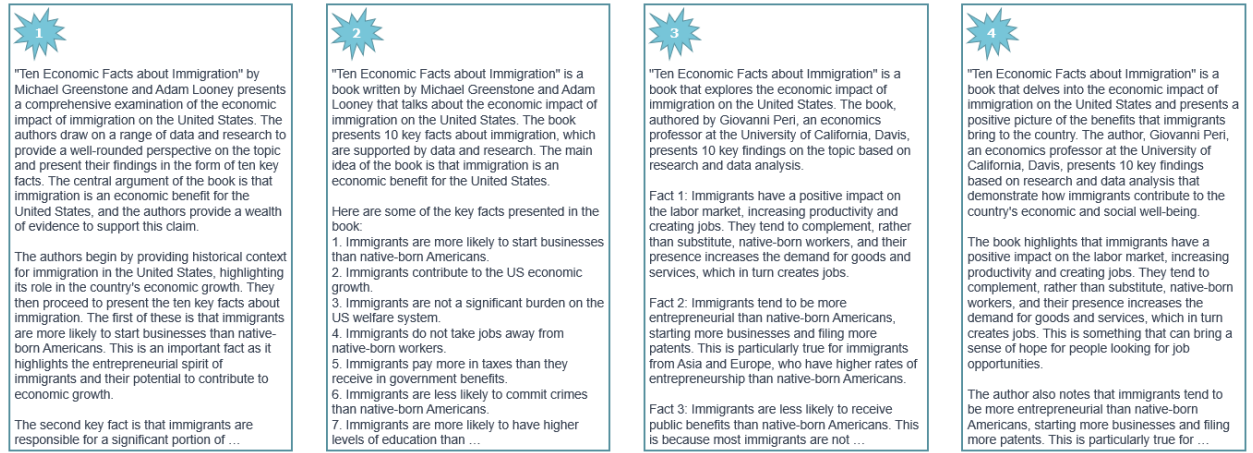 1
"Ten Economic Facts about Immigration" by
Michael Greenstone and Adam Looney presents
a comprehensive examination of the economic
impact of immigration on the United States. The
authors draw on a range of data and research to
provide a well-rounded perspective on the topic
and present their findings in the form of ten key
facts. The central argument of the book is that
immigration is an economic benefit for the
United States, and the authors provide a wealth
of evidence to support this claim.
The authors begin by providing historical context
for immigration in the United States, highlighting
its role in the country's economic growth. They
then proceed to present the ten key facts about
immigration. The first of these is that immigrants
are more likely to start businesses than native-
born Americans. This is an important fact as it
highlights the entrepreneurial spirit of
immigrants and their potential to contribute to
economic growth.
The second key fact is that immigrants are
responsible for a significant portion of ...
2
"Ten Economic Facts about Immigration" is a
book written by Michael Greenstone and Adam
Looney that talks about the economic impact of
immigration on the United States. The book
presents 10 key facts about immigration, which
are supported by data and research. The main
idea of the book is that immigration is an
economic benefit for the United States.
Here are some of the key facts presented in the
book:
1. Immigrants are more likely to start businesses
than native-born Americans.
2. Immigrants contribute to the US economic
growth.
3. Immigrants are not a significant burden on the
US welfare system.
4. Immigrants do not take jobs away from
native-born workers.
5. Immigrants pay more in taxes than they
receive in government benefits.
6. Immigrants are less likely to commit crimes
than native-born Americans.
7. Immigrants are more likely to have higher
levels of education than ...
3
"Ten Economic Facts about Immigration" is a
book that explores the economic impact of
immigration on the United States. The book,
authored by Giovanni Peri, an economics
professor at the University of California, Davis,
presents 10 key findings on the topic based on
research and data analysis.
Fact 1: Immigrants have a positive impact on
the labor market, increasing productivity and
creating jobs. They tend to complement, rather
than substitute, native-born workers, and their
presence increases the demand for goods and
services, which in turn creates jobs.
Fact 2: Immigrants tend to be more
entrepreneurial than native-born Americans,
starting more businesses and filing more
patents. This is particularly true for immigrants
from Asia and Europe, who have higher rates of
entrepreneurship than native-born Americans.
Fact 3: Immigrants are less likely to receive
public benefits than native-born Americans. This
is because most immigrants are not ...
4
"Ten Economic Facts about Immigration" is a
book that delves into the economic impact of
immigration on the United States and presents a
positive picture of the benefits that immigrants
bring to the country. The author, Giovanni Peri,
an economics professor at the University of
California, Davis, presents 10 key findings
based on research and data analysis that
demonstrate how immigrants contribute to the
country's economic and social well-being.
The book highlights that immigrants have a
positive impact on the labor market, increasing
productivity and creating jobs. They tend to
complement, rather than substitute, native-born
workers, and their presence increases the
demand for goods and services, which in turn
creates jobs. This is something that can bring a
sense of hope for people looking for job
opportunities.
The author also notes that immigrants tend to
be more entrepreneurial than native-born
Americans, starting more businesses and filing
more patents. This is particularly true for ...